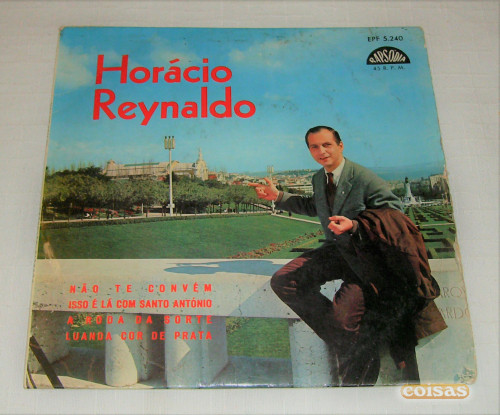 EPF 5.240
RAPSODIA
45 R. P. M.
Horácio
Reynaldo
NÃO TE CONVÉM
ISSO É LÁ COM SANTO ANTÓNIO
A RODA DA SORTE
LUANDA COR DE PRATA
coisas